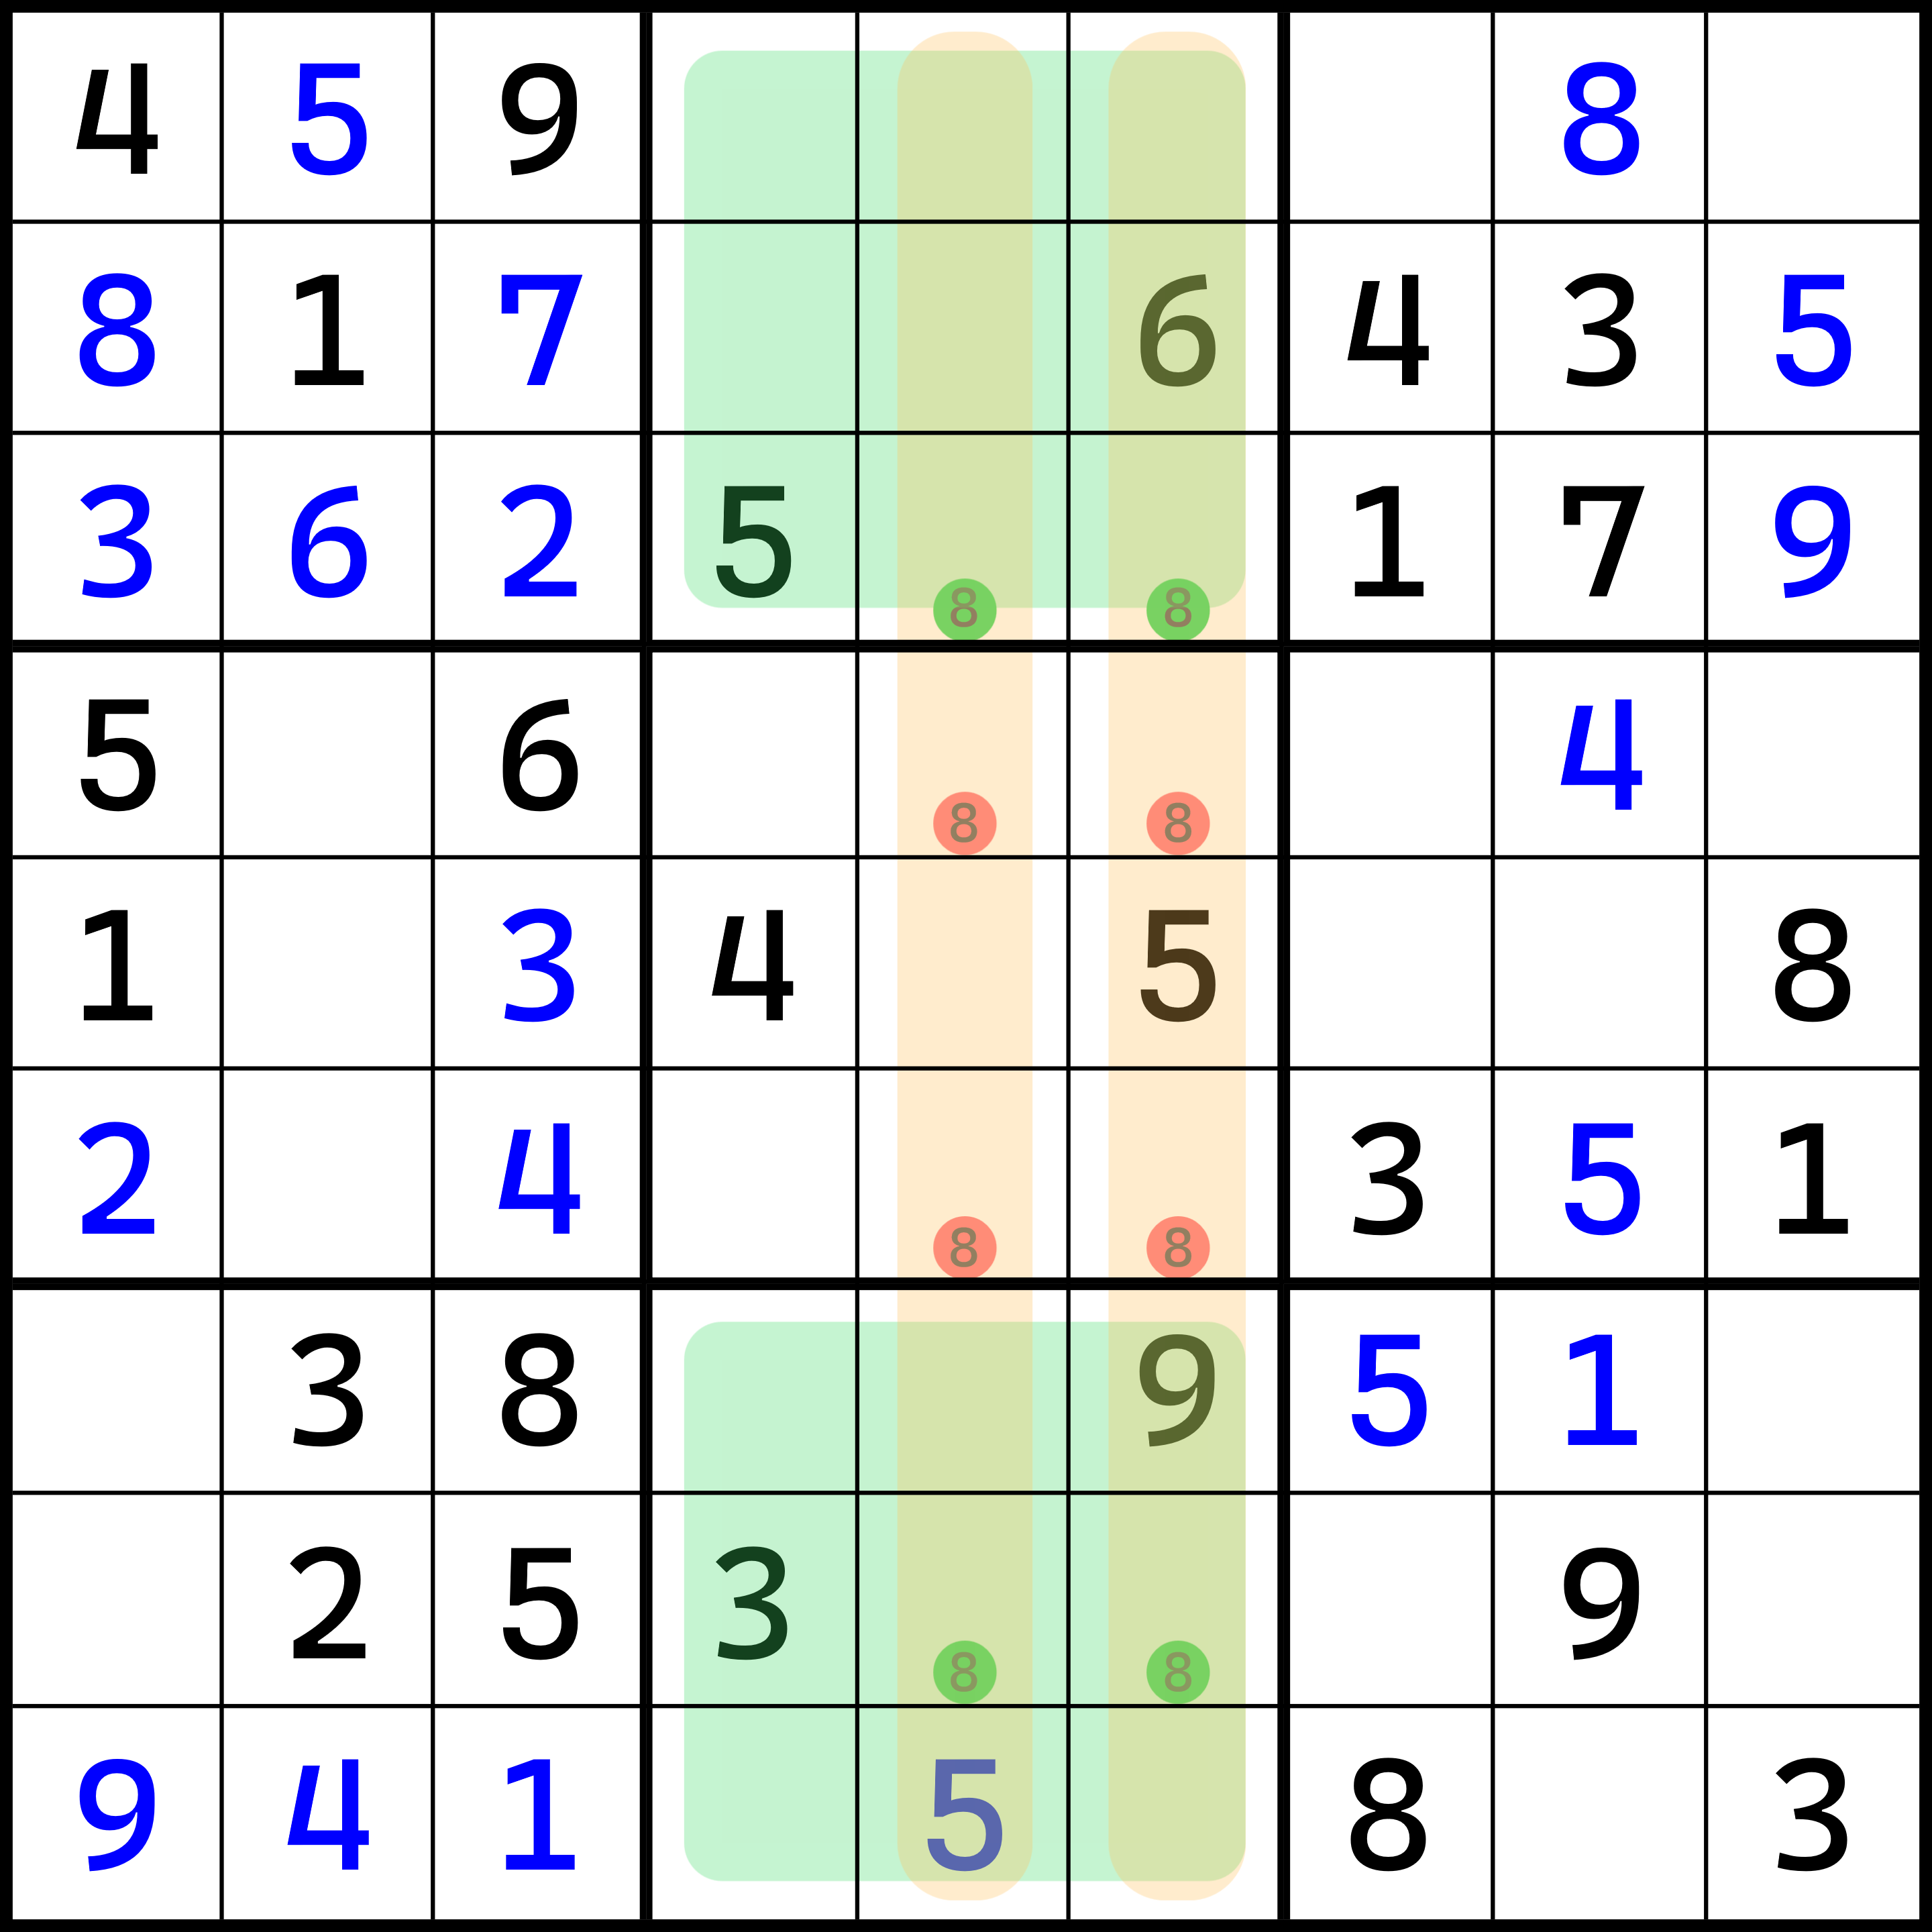 4 5 9 8
8 1 7 6 4 3 5
3 6 2 5 1 7 9
8 8
5 6 4
8 8
1 3 4 5 8
2 4 3 5 1
8 8
3 8 9 5 1
2 5 3 9
8 8
9 4 1 5 8 3